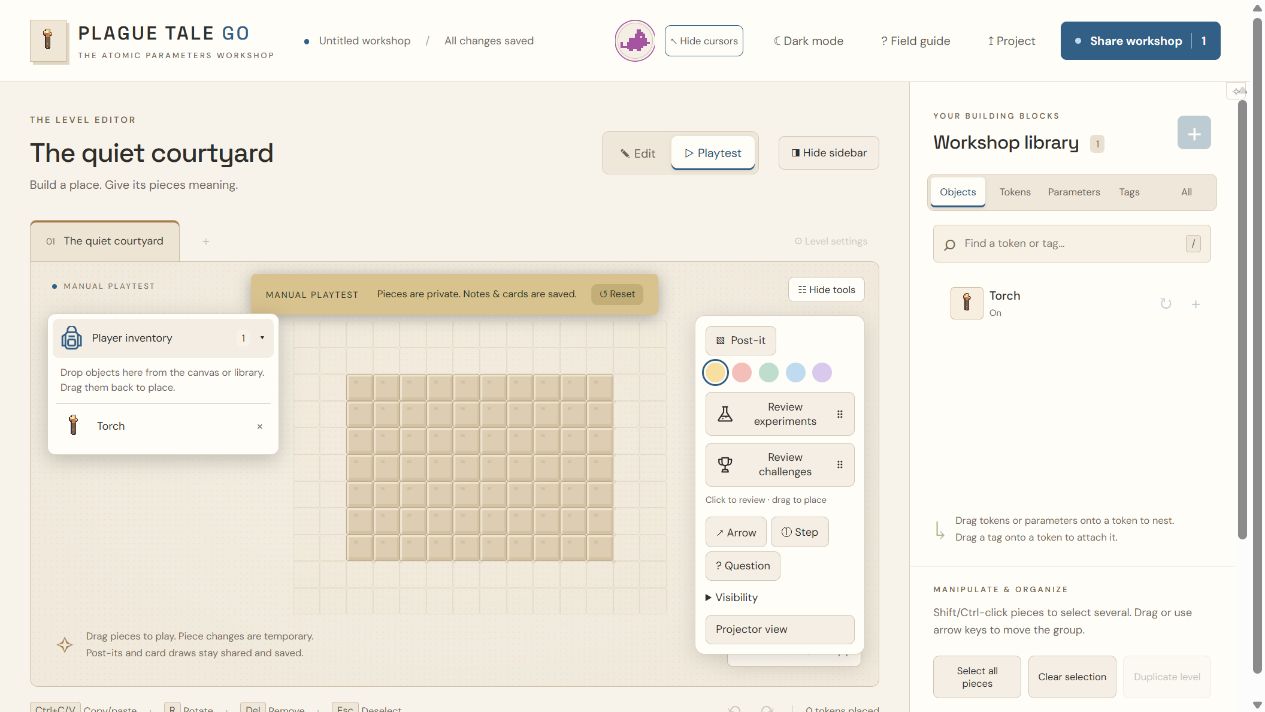 PLAGUE TALE GO
THE ATOMIC PARAMETERS WORKSHOP
Untitled workshop / All changes saved
Hide cursors
Dark mode
? Field guide
Project
Share workshop 1
THE LEVEL EDITOR
The quiet courtyard
Build a place. Give its pieces meaning.
Edit
Playtest
Hide sidebar
01 The quiet courtyard
+
Level settings
MANUAL PLAYTEST
MANUAL PLAYTEST Pieces are private. Notes & cards are saved. Reset
Hide tools
Player inventory 1
Drop objects here from the canvas or library.
Drag them back to place.
Torch ×
Post-it
Review
experiments
Review
challenges
Click to review · drag to place
Arrow
Step
? Question
Visibility
Projector view
Drag pieces to play. Piece changes are temporary.
Post-its and card draws stay shared and saved.
Ctrl+C/V Copy/paste · R Rotate · Del Remove · Esc Deselect
0 tokens placed
YOUR BUILDING BLOCKS
Workshop library 1
+
Objects Tokens Parameters Tags All
Find a token or tag... /
Torch
On
+
Drag tokens or parameters onto a token to nest.
Drag a tag onto a token to attach it.
MANIPULATE & ORGANIZE
Shift/Ctrl-click pieces to select several. Drag or use
arrow keys to move the group.
Select all
pieces
Clear selection
Duplicate level